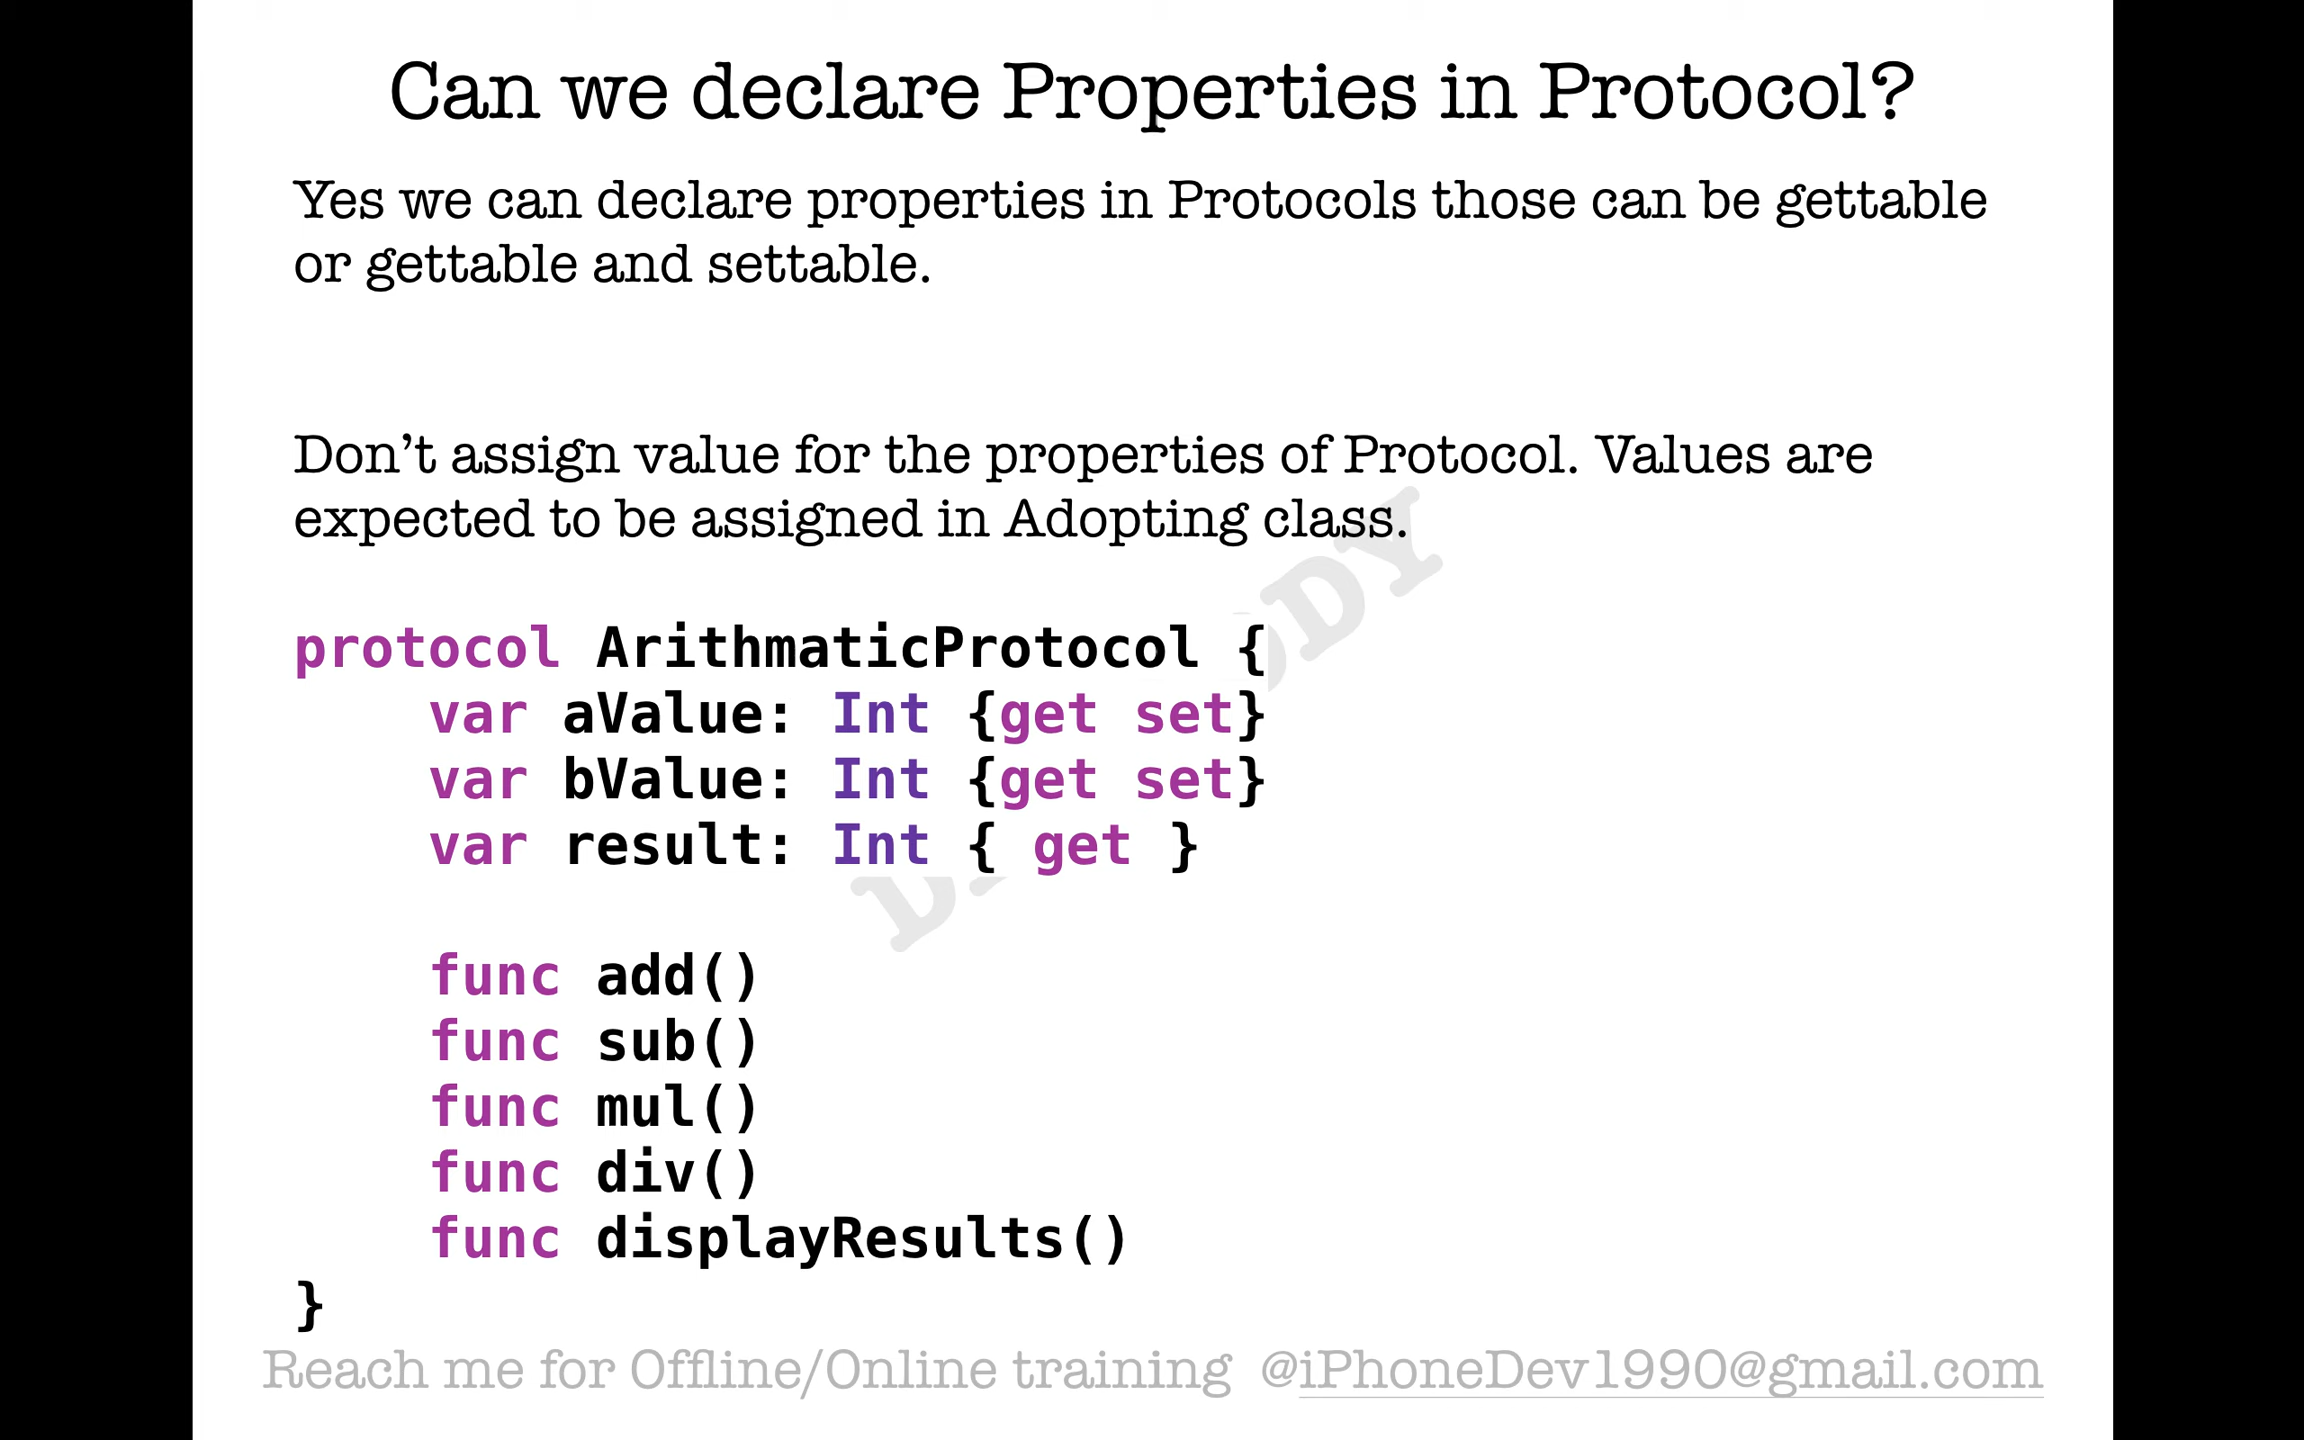 Can we declare Properties in Protocol?
Yes we can declare properties in Protocols those can be gettable
or gettable and settable.
Don’t assign value for the properties of Protocol. Values are
expected to be assigned in Adopting class.
protocol ArithmaticProtocol {
    var aValue: Int {get set}
    var bValue: Int {get set}
    var result: Int { get }
    func add()
    func sub()
    func mul()
    func div()
    func displayResults()
}
Reach me for Offline/Online training @iPhoneDev1990@gmail.com